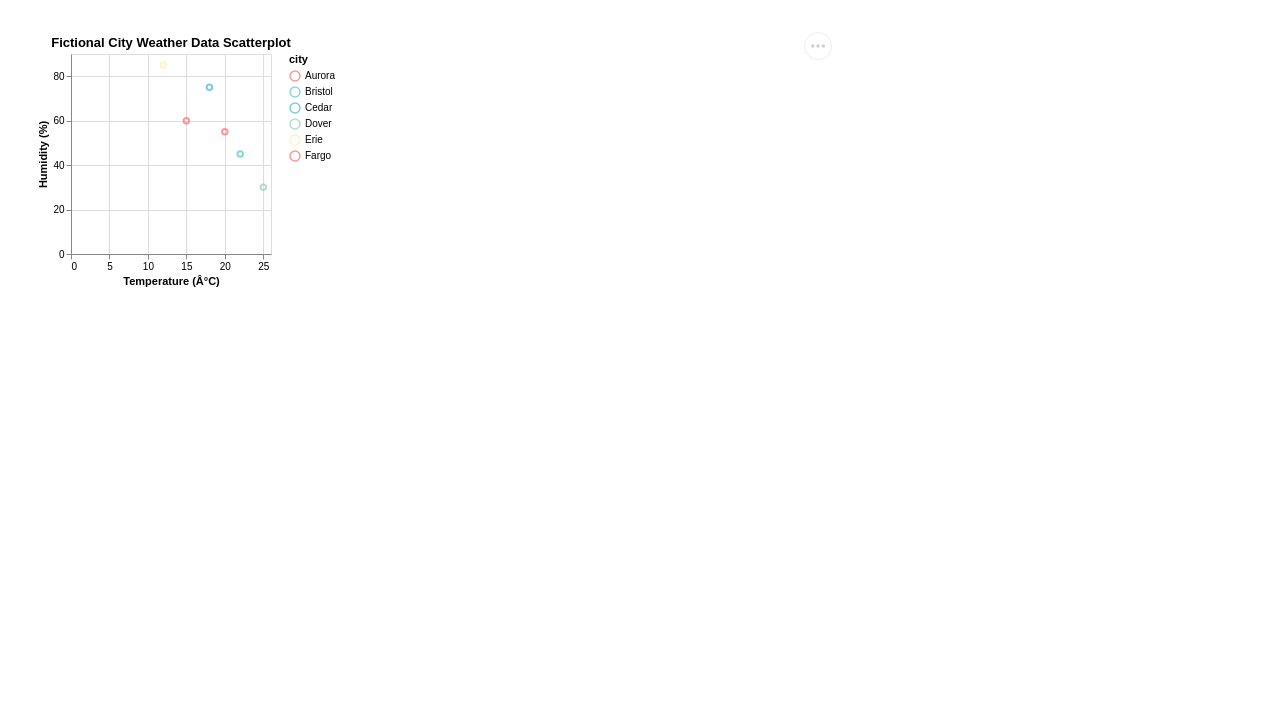 Fictional City Weather Data Scatterplot
city
Aurora
Bristol
Cedar
Dover
Erie
Fargo
Humidity (%)
80
60
40
20
0
0 5 10 15 20 25
Temperature (Â°C)